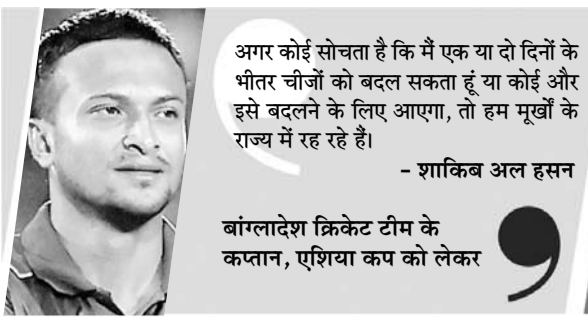 अगर कोई सोचता है कि मैं एक या दो दिनों के
भीतर चीजों को बदल सकता हूं या कोई और
इसे बदलने के लिए आएगा, तो हम मूर्खों के
राज्य में रह रहे हैं।
– शाकिब अल हसन
बांग्लादेश क्रिकेट टीम के
कप्तान, एशिया कप को लेकर